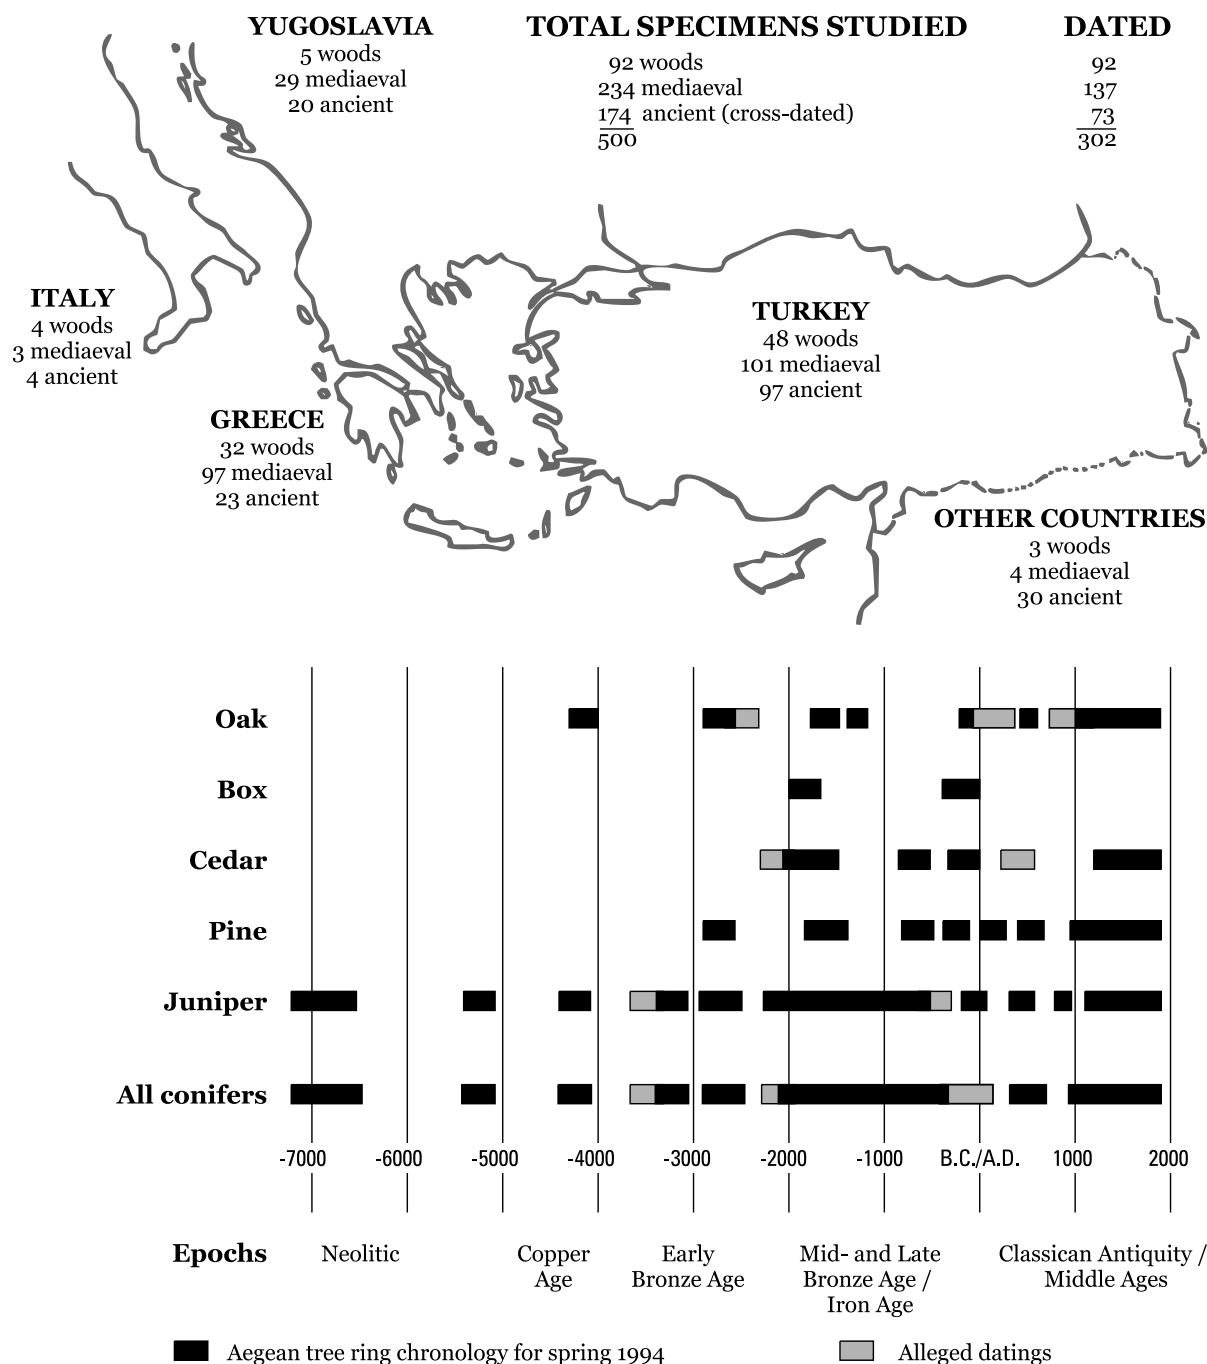 YUGOSLAVIA
5 woods
29 mediaeval
20 ancient
TOTAL SPECIMENS STUDIED DATED
92 woods 92
234 mediaeval 137
174 ancient (cross-dated) 73
500 302
ITALY
4 woods
3 mediaeval
4 ancient
TURKEY
48 woods
101 mediaeval
97 ancient
GREECE
32 woods
97 mediaeval
23 ancient
OTHER COUNTRIES
3 woods
4 mediaeval
30 ancient
Oak
Box
Cedar
Pine
Juniper
All conifers
-7000 -6000 -5000 -4000 -3000 -2000 -1000 B.C./A.D. 1000 2000
Epochs
Neolitic
Copper
Age
Early
Bronze Age
Mid- and Late
Bronze Age /
Iron Age
Classican Antiquity /
Middle Ages
Aegean tree ring chronology for spring 1994
Alleged datings